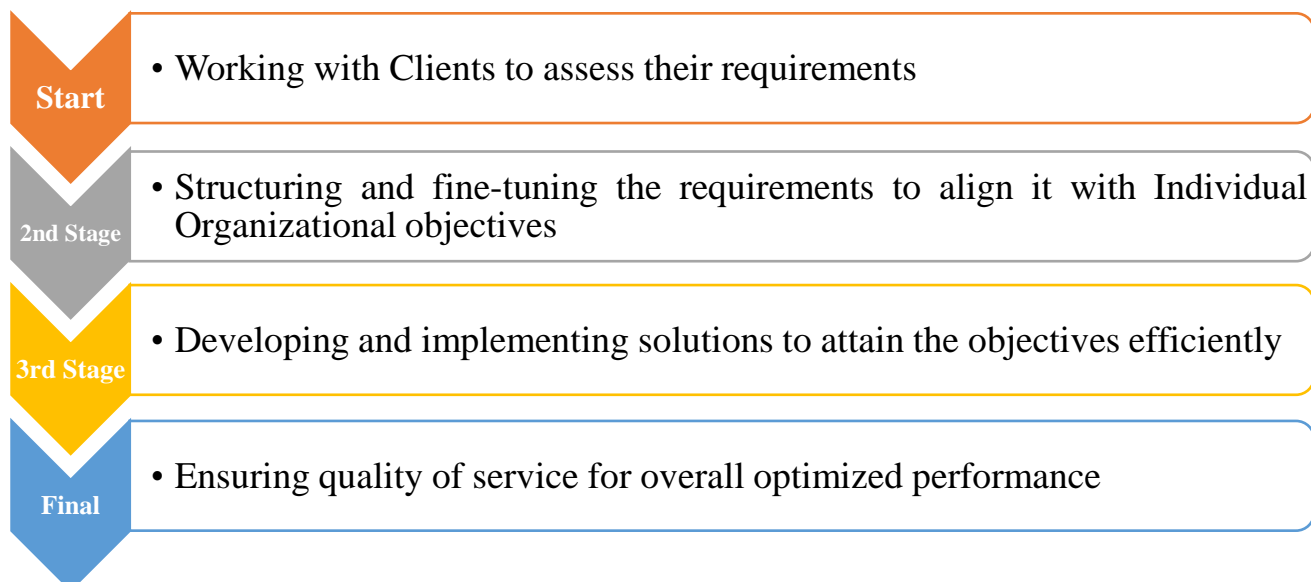 Start
• Working with Clients to assess their requirements
2nd Stage
• Structuring and fine-tuning the requirements to align it with Individual
Organizational objectives
3rd Stage
• Developing and implementing solutions to attain the objectives efficiently
Final
• Ensuring quality of service for overall optimized performance